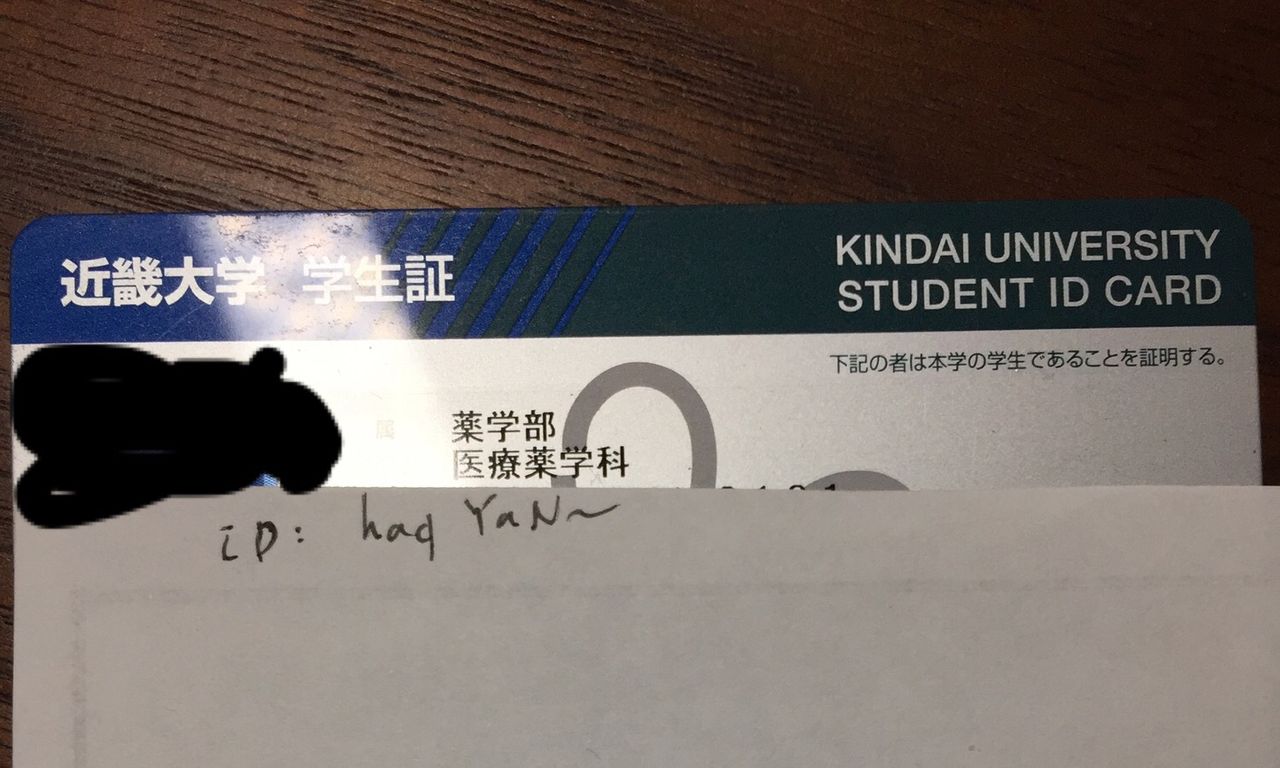 近畿大学 学生証
KINDAI UNIVERSITY
STUDENT ID CARD
下記の者は本学の学生であることを証明する。
属 薬学部
医療薬学科
iD: haq YaN~